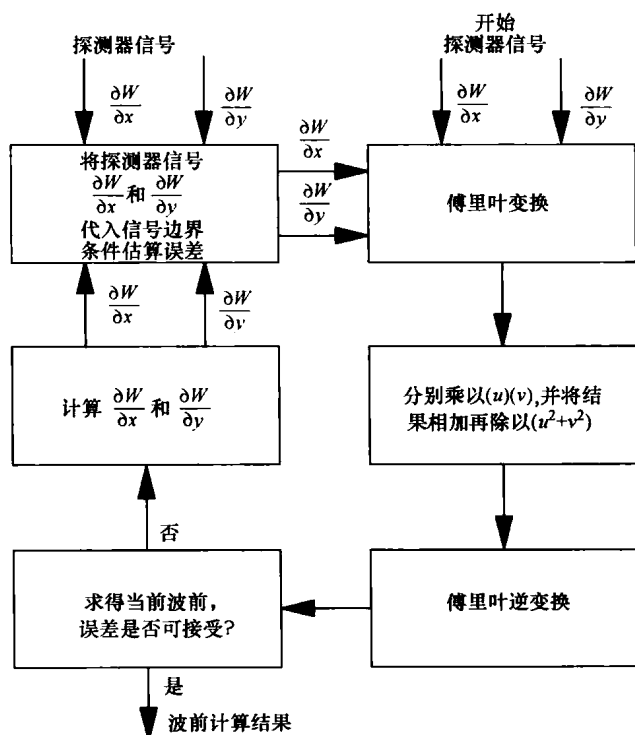 探测器信号
∂W/∂x
∂W/∂y
开始
探测器信号
∂W/∂x
∂W/∂y
将探测器信号
∂W/∂x 和 ∂W/∂y
代入信号边界
条件估算误差
∂W/∂x
∂W/∂y
傅里叶变换
∂W/∂x
∂W/∂y
计算 ∂W/∂x 和 ∂W/∂y
分别乘以(u)(v),并将结
果相加再除以(u²+v²)
否
求得当前波前，
误差是否可接受?
傅里叶逆变换
是
波前计算结果